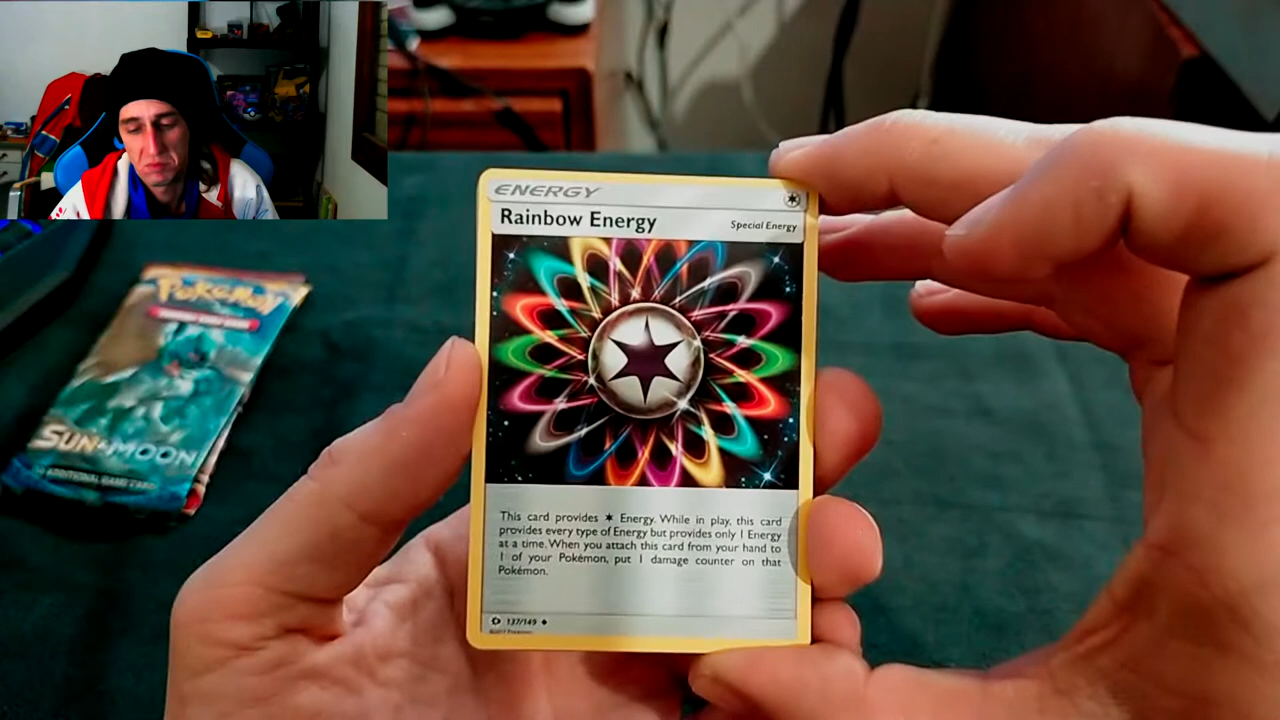 ENERGY
Rainbow Energy
Special Energy
This card provides ✶ Energy. While in play, this card
provides every type of Energy but provides only 1 Energy
at a time. When you attach this card from your hand to
1 of your Pokémon, put 1 damage counter on that
Pokémon.
137/149
©2017 Pokémon
POKÉMON
SUN & MOON
ADDITIONAL GAME CARDS